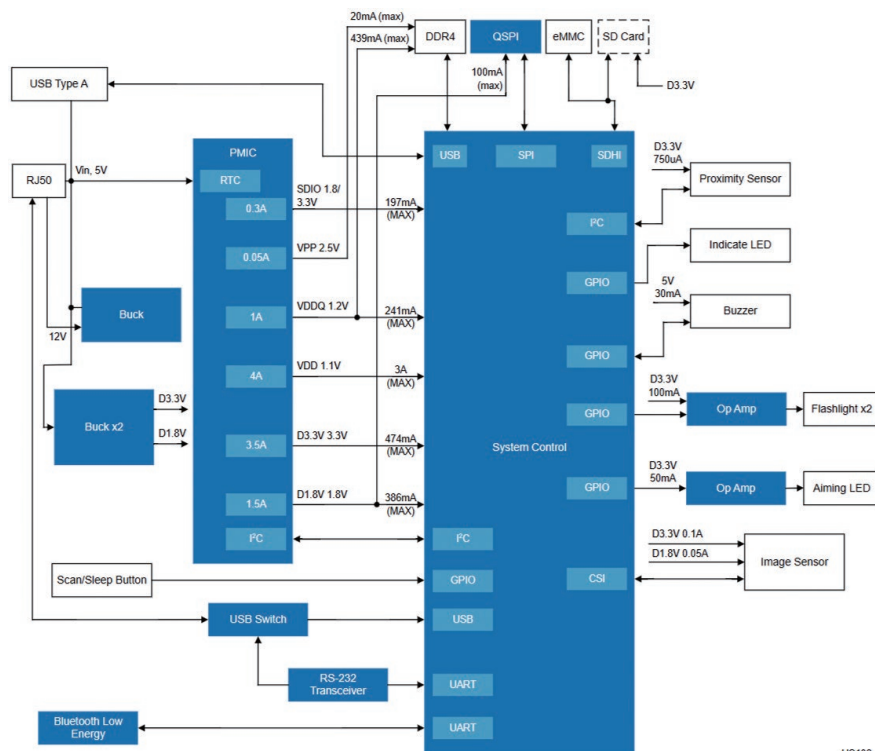 20mA (max)
439mA (max)
DDR4
QSPI
eMMC
SD Card
100mA
(max)
D3.3V
USB Type A
PMIC
USB
SPI
SDHI
D3.3V
750uA
Proximity Sensor
RJ50
Vin, 5V
RTC
SDIO 1.8/
3.3V
0.3A
197mA
(MAX)
I²C
Indicate LED
VPP 2.5V
0.05A
GPIO
5V
30mA
Buzzer
Buck
12V
1A
VDDQ 1.2V
241mA
(MAX)
GPIO
4A
VDD 1.1V
3A
(MAX)
D3.3V
100mA
GPIO
Op Amp
Flashlight x2
Buck x2
D3.3V
D1.8V
3.5A
D3.3V 3.3V
474mA
(MAX)
System Control
D3.3V
50mA
GPIO
Op Amp
Aiming LED
1.5A
D1.8V 1.8V
386mA
(MAX)
I²C
I²C
D3.3V 0.1A
D1.8V 0.05A
Image Sensor
CSI
Scan/Sleep Button
GPIO
USB Switch
USB
RS-232
Transceiver
UART
Bluetooth Low
Energy
UART